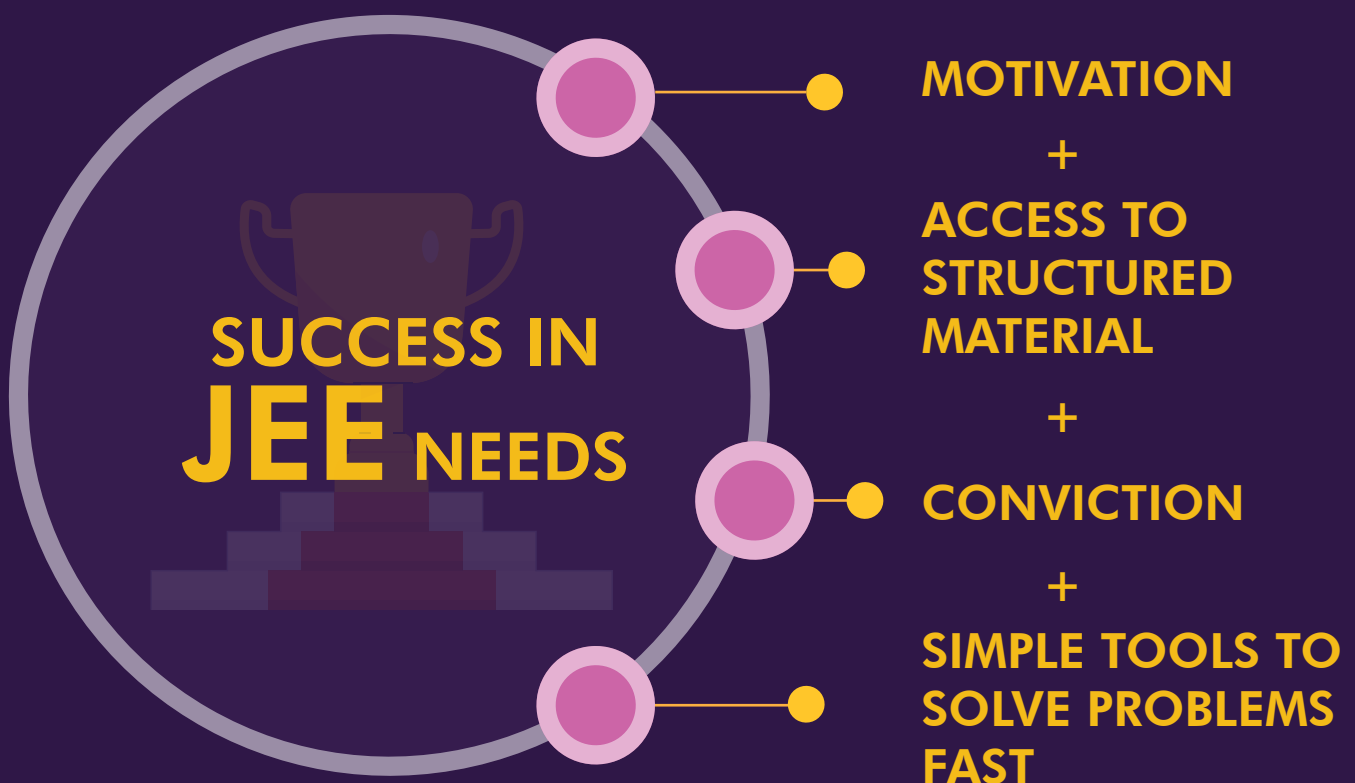 SUCCESS IN
JEE NEEDS
MOTIVATION
+
ACCESS TO
STRUCTURED
MATERIAL
+
CONVICTION
+
SIMPLE TOOLS TO
SOLVE PROBLEMS
FAST